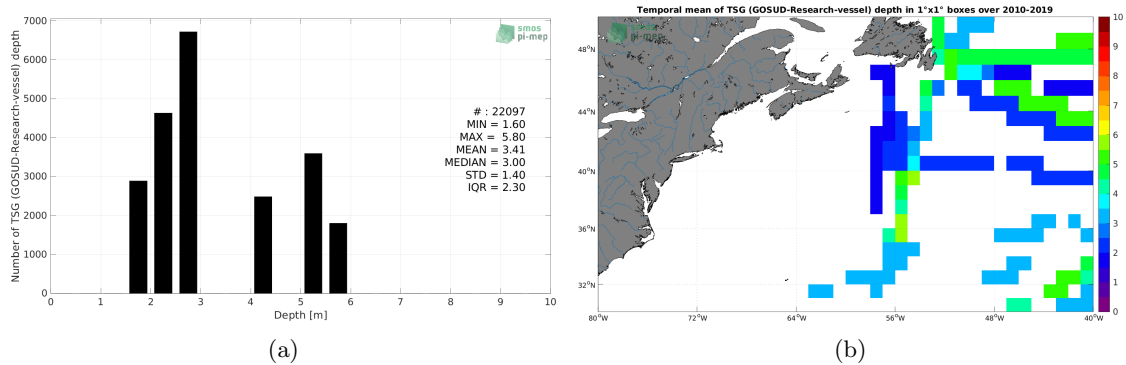 7000
6000
5000
4000
3000
2000
1000
0
Number of TSG (GOSUD-Research-vessel) depth
smos
pi-mep
# : 22097
MIN = 1.60
MAX = 5.80
MEAN = 3.41
MEDIAN = 3.00
STD = 1.40
IQR = 2.30
0 1 2 3 4 5 6 7 8 9 10
Depth [m]
(a)
Temporal mean of TSG (GOSUD-Research-vessel) depth in 1°x1° boxes over 2010-2019
smos
pi-mep
48°N
44°N
40°N
36°N
32°N
80°W 72°W 64°W 56°W 48°W 40°W
10
9
8
7
6
5
4
3
2
1
0
(b)